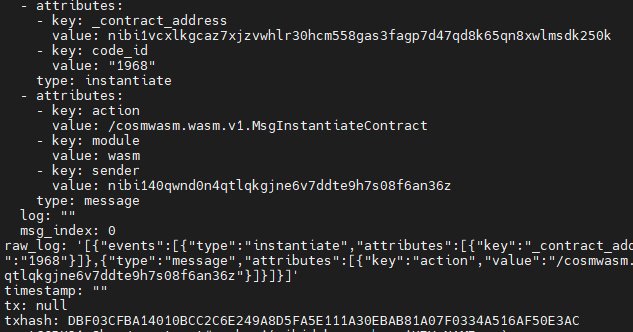 - attributes:
- key: _contract_address
value: nibi1vcxlkgcaz7xjzvwhlr30hcm558gas3fagp7d47qd8k65qn8xwlmsdk250k
- key: code_id
value: "1968"
type: instantiate
- attributes:
- key: action
value: /cosmwasm.wasm.v1.MsgInstantiateContract
- key: module
value: wasm
- key: sender
value: nibi140qwnd0n4qtlqkgjne6v7ddte9h7s08f6an36z
type: message
log: ""
msg_index: 0
raw_log: '[{"events":[{"type":"instantiate","attributes":[{"key":"_contract_add
":"1968"}]},{"type":"message","attributes":[{"key":"action","value":"/cosmwasm.
qtlqkgjne6v7ddte9h7s08f6an36z"}]}]}]'
timestamp: ""
tx: null
txhash: DBF03CFBA14010BCC2C6E249A8D5FA5E111A30EBAB81A07F0334A516AF50E3AC